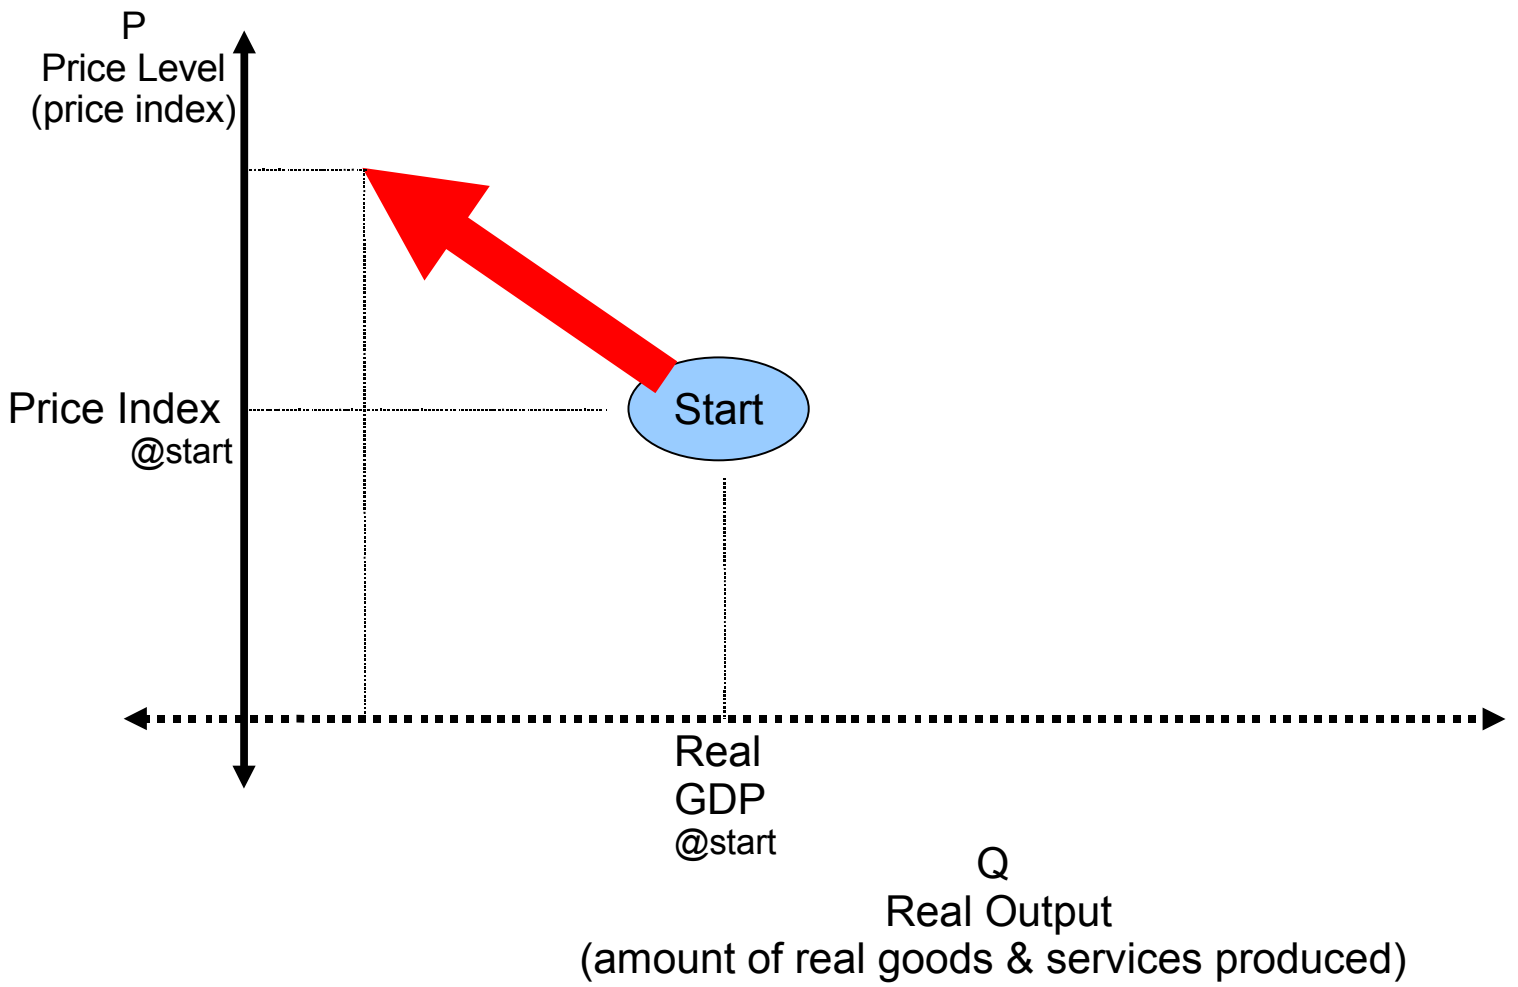 P
Price Level
(price index)
Start
Price Index
@start
Real
GDP
@start
Q
Real Output
(amount of real goods & services produced)